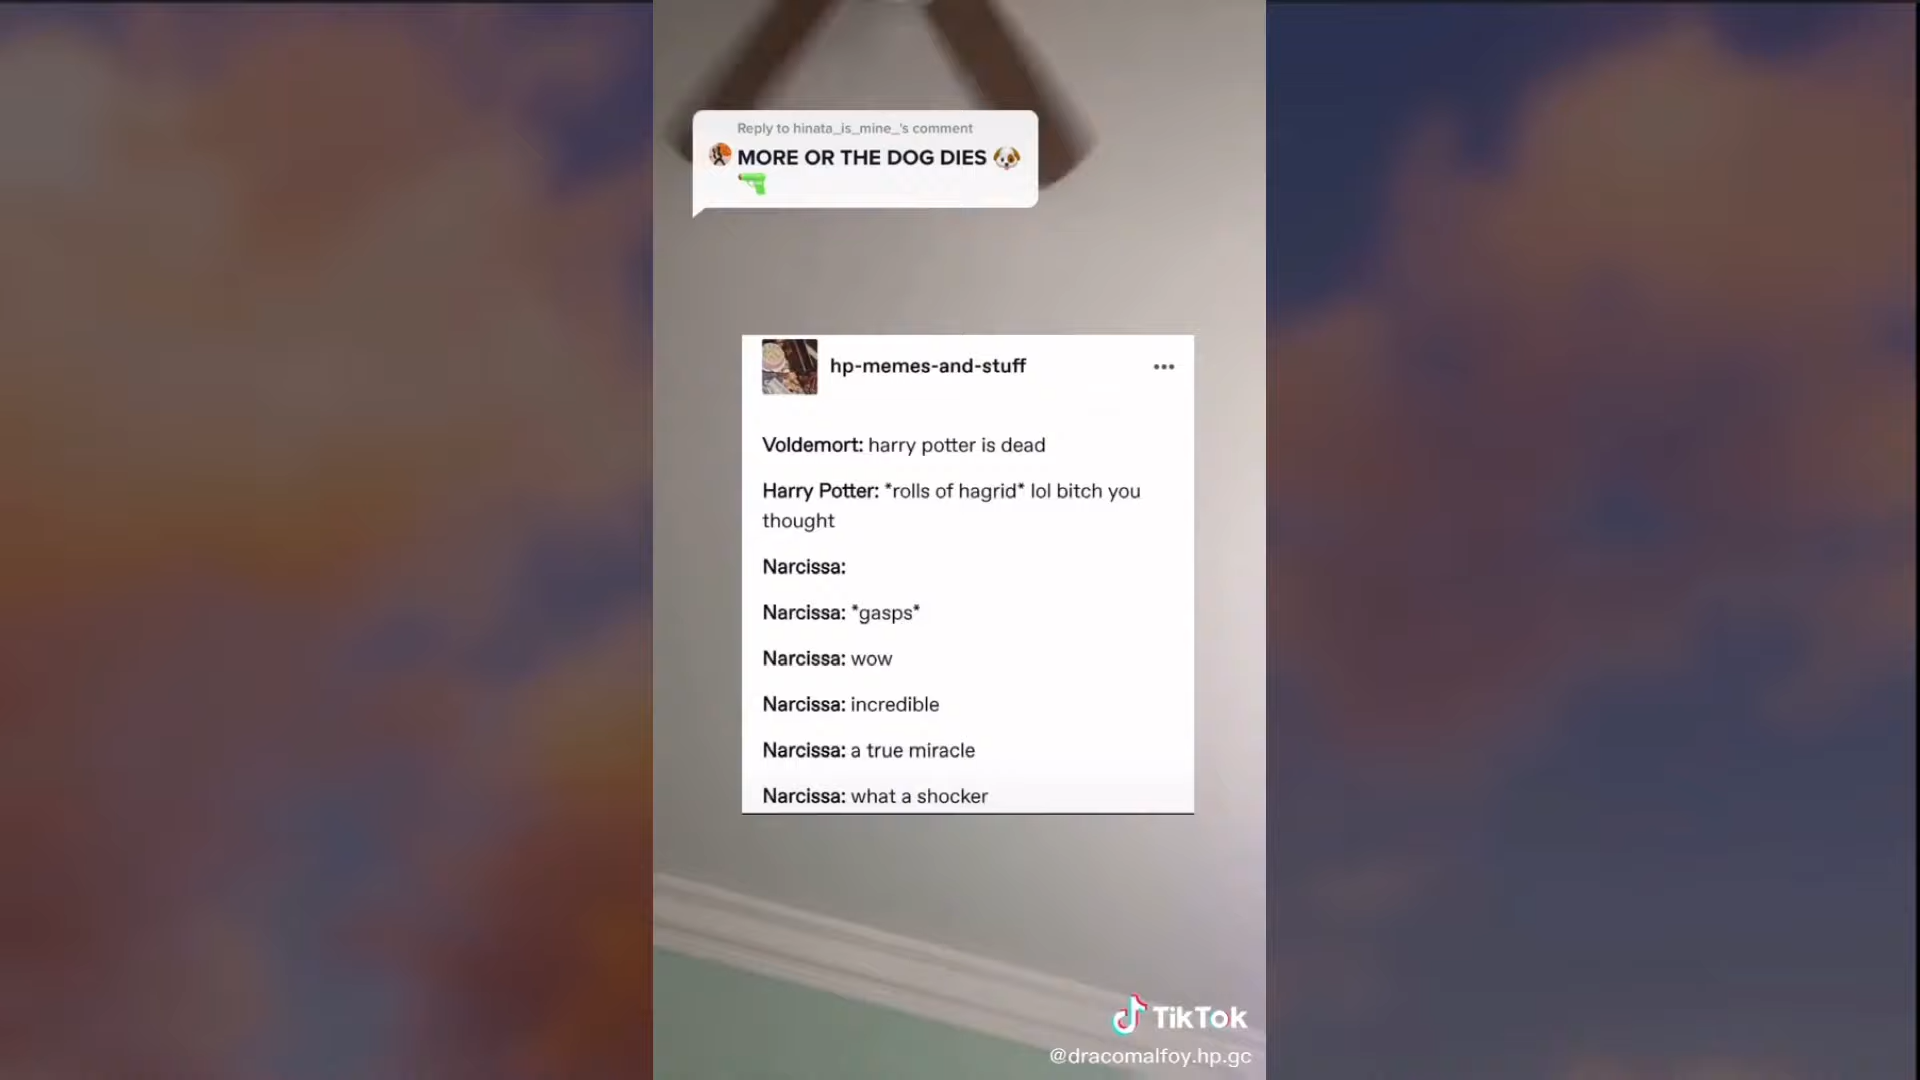 Reply to hinata_is_mine_'s comment
MORE OR THE DOG DIES 🐶
🔫
hp-memes-and-stuff
Voldemort: harry potter is dead
Harry Potter: *rolls of hagrid* lol bitch you
thought
Narcissa:
Narcissa: *gasps*
Narcissa: wow
Narcissa: incredible
Narcissa: a true miracle
Narcissa: what a shocker
TikTok
@dracomalfoy.hp.gc